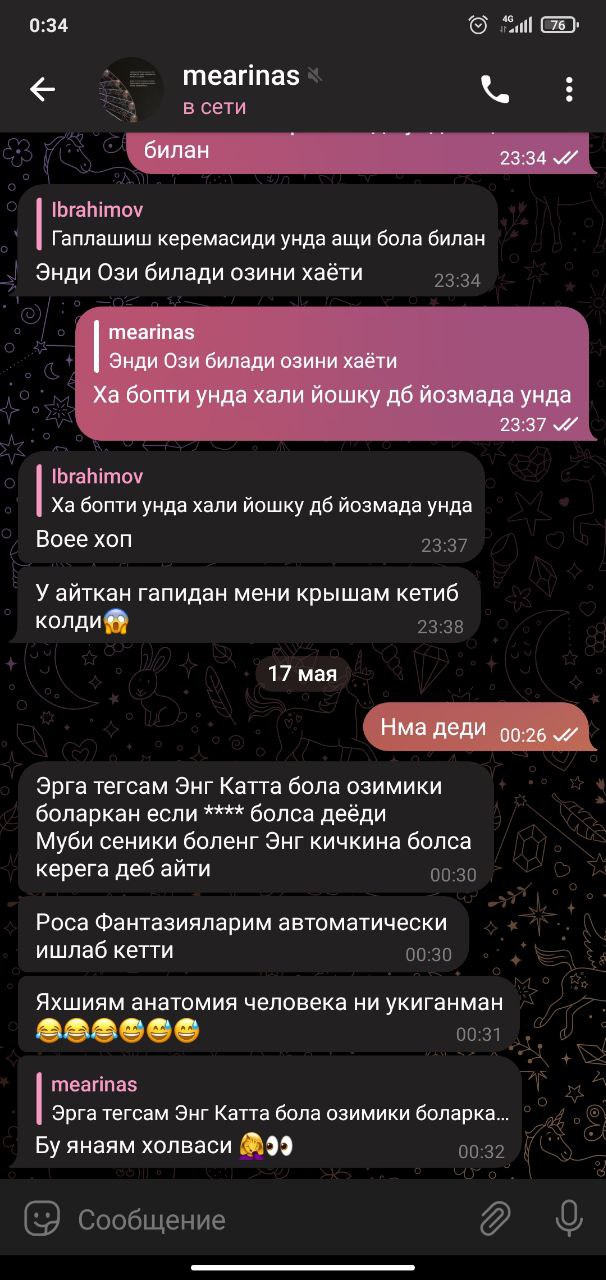 0:34
4G
76
mearinas
в сети
билан
23:34
Ibrahimov
Гаплашиш керемасиди унда ащи бола билан
Энди Ози билади озини хаёти
23:34
mearinas
Энди Ози билади озини хаёти
Ха бопти унда хали йошку дб йозмада унда
23:37
Ibrahimov
Ха бопти унда хали йошку дб йозмада унда
Воее хоп
23:37
У айткан гапидан мени крышам кетиб
колди😱
23:38
17 мая
Нма деди
00:26
Эрга тегсам Энг Катта бола озимики
боларкан если **** болса деёди
Муби сеники боленг Энг кичкина болса
керега деб айти
00:30
Роса Фантазияларим автоматически
ишлаб кетти
00:30
Яхшиям анатомия человека ни укиганман
😂😂😂😅😅😅
00:31
mearinas
Эрга тегсам Энг Катта бола озимики боларка...
Бу янаям холваси 🤦‍♀️👀
00:32
Сообщение